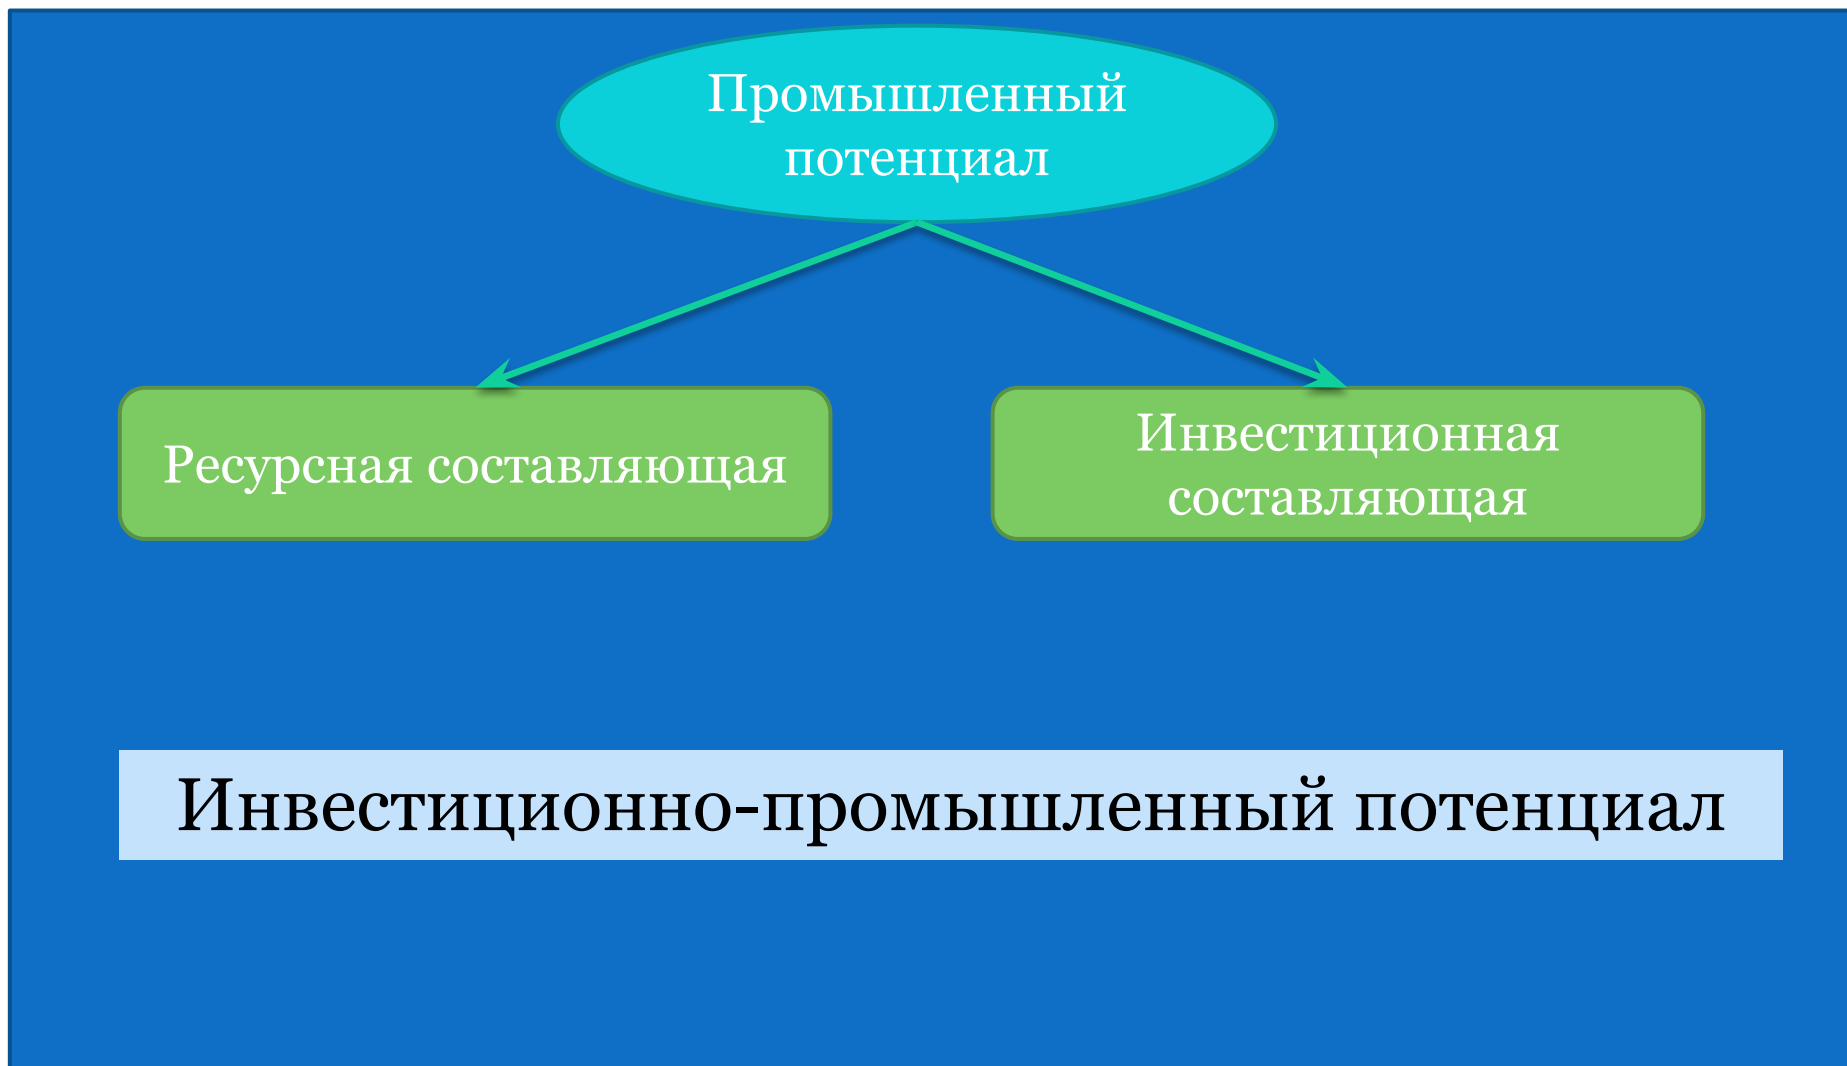 Промышленный
потенциал
Ресурсная составляющая
Инвестиционная
составляющая
Инвестиционно-промышленный потенциал